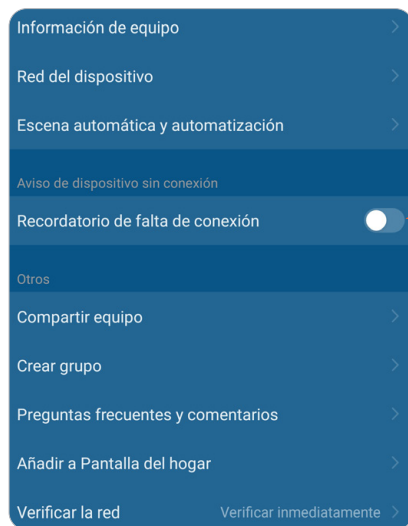 Información de equipo
Red del dispositivo
Escena automática y automatización
Aviso de dispositivo sin conexión
Recordatorio de falta de conexión
Otros
Compartir equipo
Crear grupo
Preguntas frecuentes y comentarios
Añadir a Pantalla del hogar
Verificar la red Verificar inmediatamente